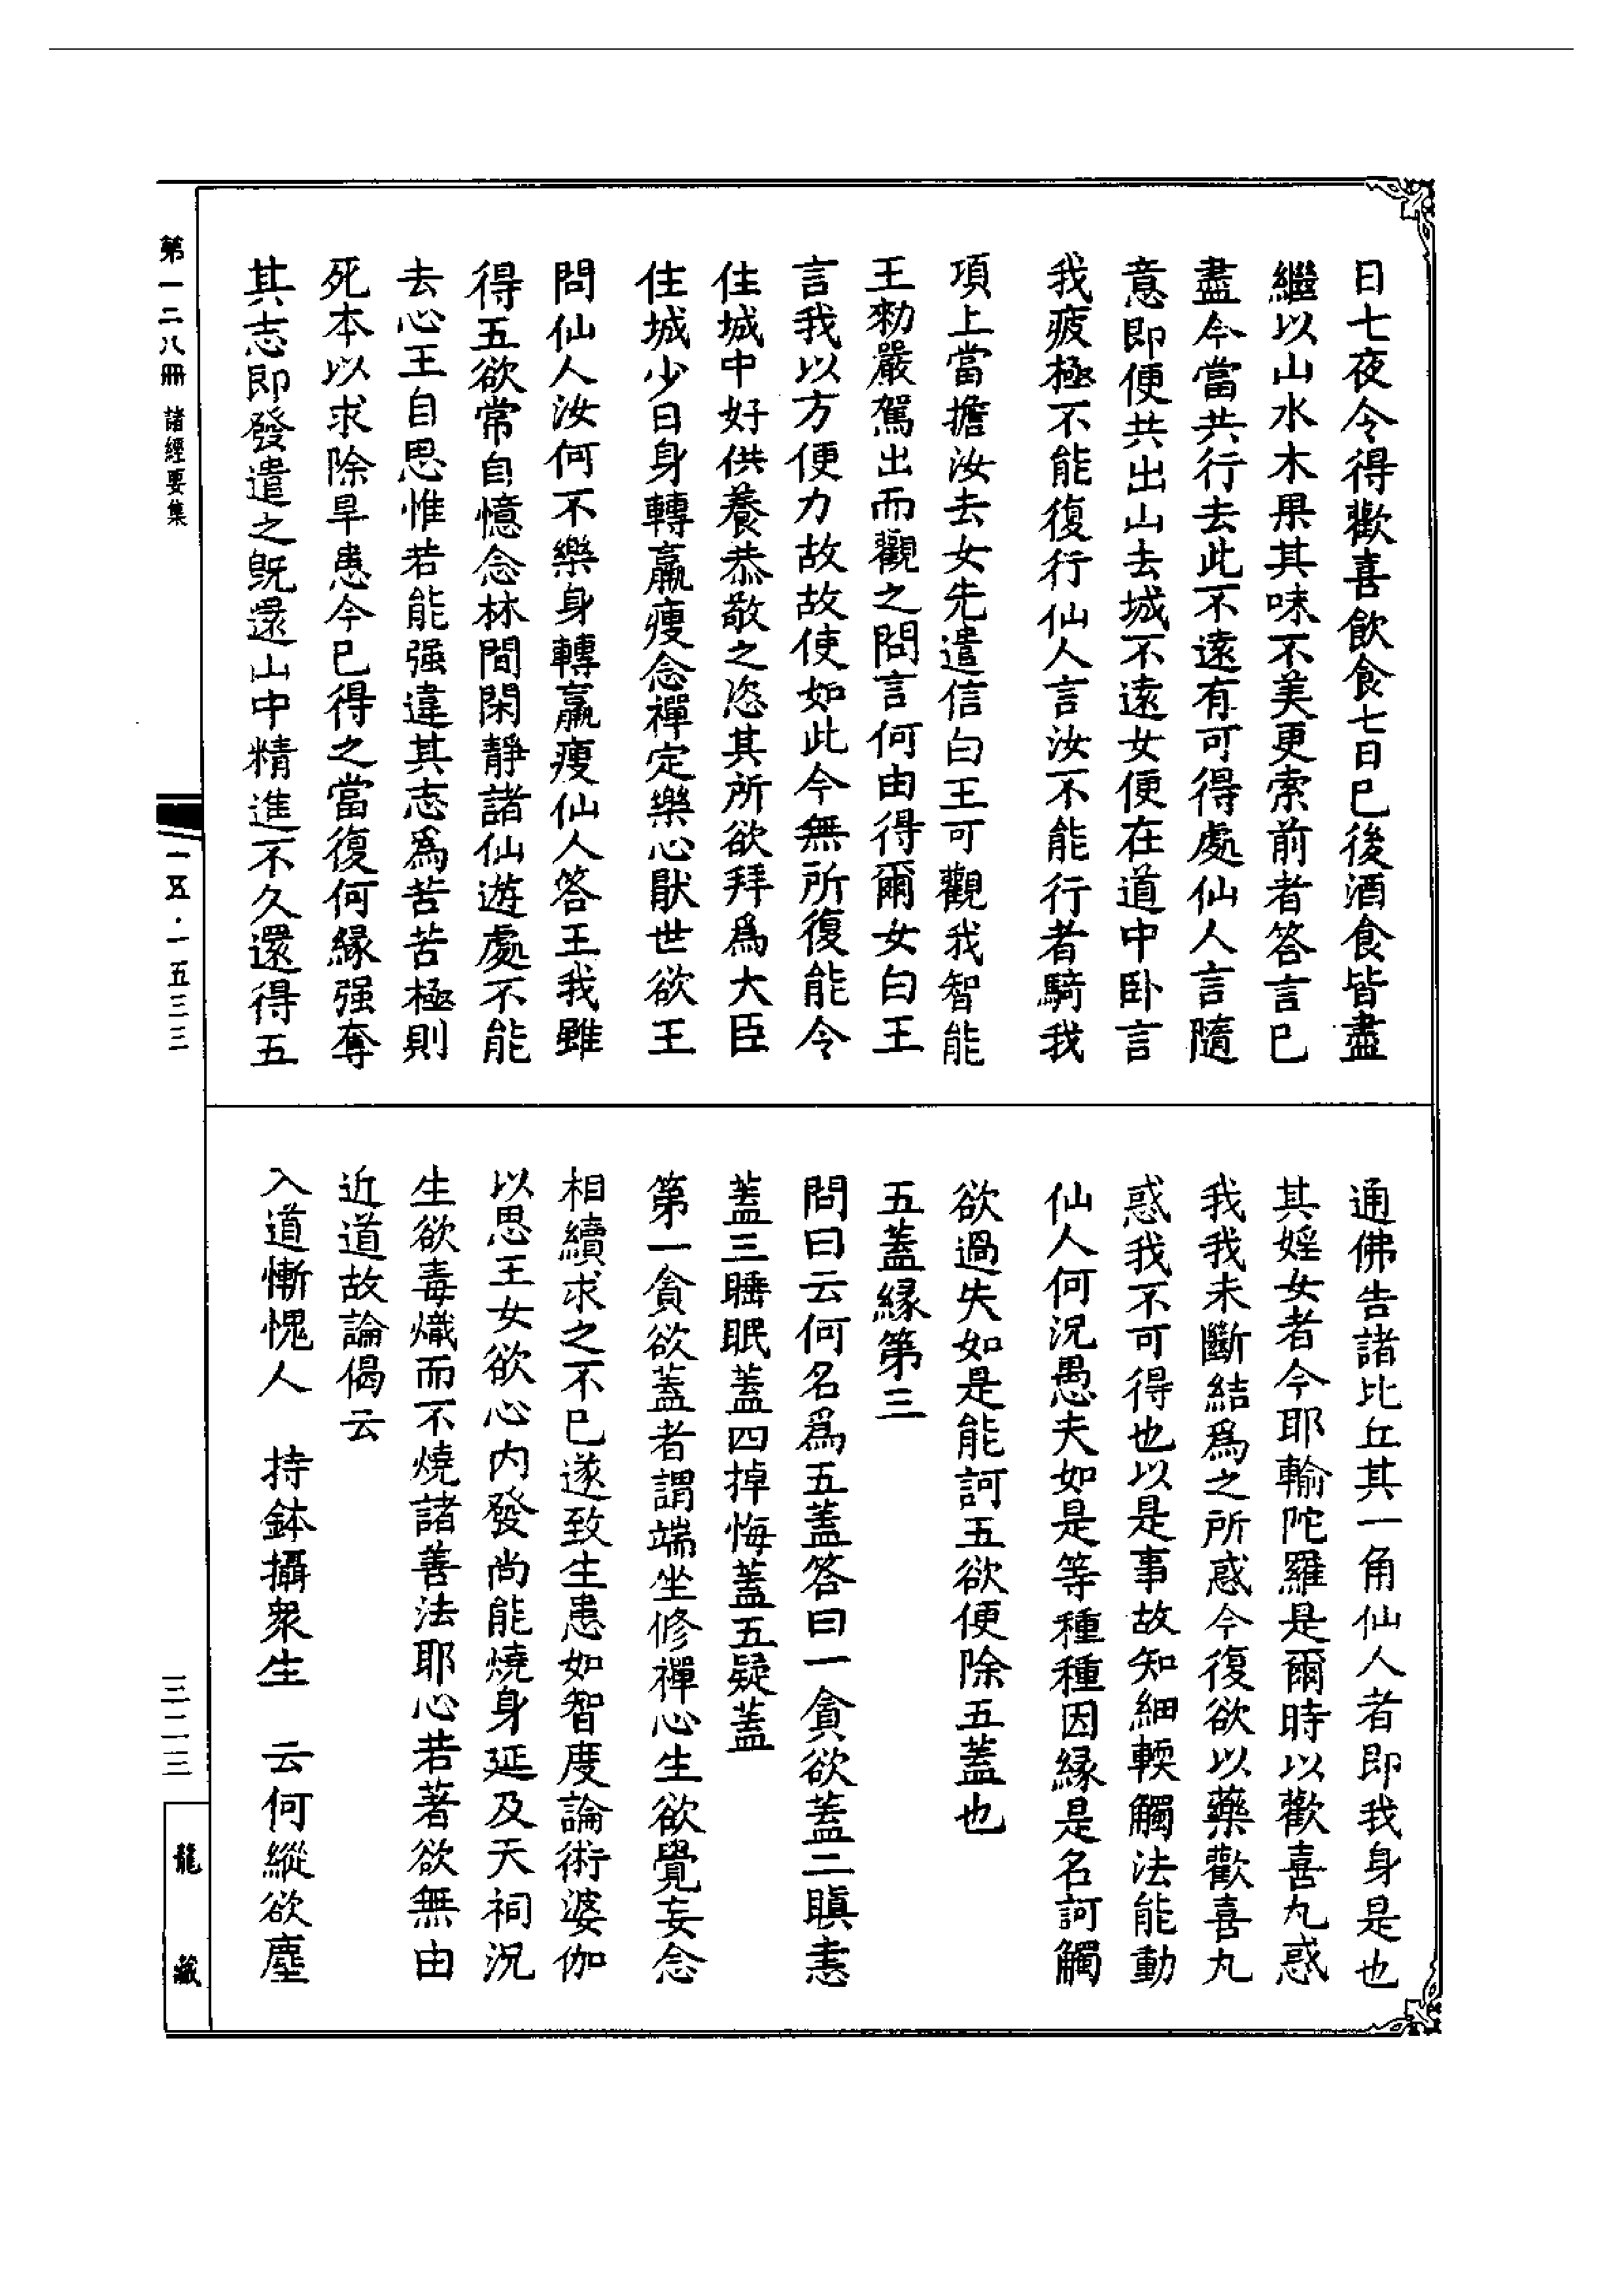 日七夜令得歡喜飲食七日已後酒食皆盡
繼以山水木果其味不美更索前者答言已
盡今當共行去此不遠有可得處仙人言隨
意即便共出山去城不遠女便在道中卧言
我疲極不能復行仙人言汝不能行者騎我
項上當擔汝去女先遣信白王可觀我智能
王勑嚴駕出而觀之問言何由得爾女白王
言我以方便力故故使如此今無所復能令
住城中好供養恭敬之恣其所欲拜爲大臣
住城少日身轉羸瘦念禪定樂心猒世欲王
問仙人汝何不樂身轉羸瘦仙人答王我雖
得五欲常自憶念林間閑靜諸仙遊處不能
去心王自思惟若能强違其志爲苦苦極則
死本以求除旱患今已得之當復何緣强奪
其志即發遣之旣還山中精進不久還得五
通佛告諸比丘其一角仙人者即我身是也
其婬女者今耶輸陀羅是爾時以歡喜丸惑
我我未斷結爲之所惑今復欲以藥歡喜丸
惑我不可得也以是事故知細輭觸法能動
仙人何況愚夫如是等種種因緣是名訶觸
欲過失如是能訶五欲便除五蓋也
五蓋緣第三
問曰云何名爲五蓋答曰一貪欲蓋二瞋恚
蓋三睡眠蓋四掉悔蓋五疑蓋
第一貪欲蓋者謂端坐修禪心生欲覺妄念
相續求之不已遂致生患如智度論術婆伽
以思王女欲心内發尚能燒身延及天祠況
生欲毒熾而不燒諸善法耶心若著欲無由
近道故論偈云
入道慚愧人　持鉢攝衆生　云何縱欲塵
第一二八冊　諸經要集
一五·一五三三
三二三
龍藏